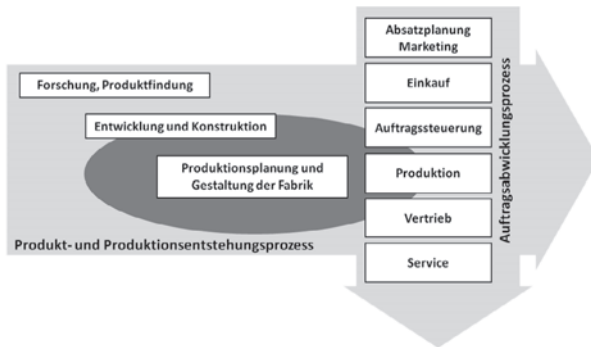 Absatzplanung
Marketing
Forschung, Produktfindung
Einkauf
Entwicklung und Konstruktion
Auftragssteuerung
Produktionsplanung und
Gestaltung der Fabrik
Produktion
Vertrieb
Produkt- und Produktionsentstehungsprozess
Service
Auftragsabwicklungsprozess